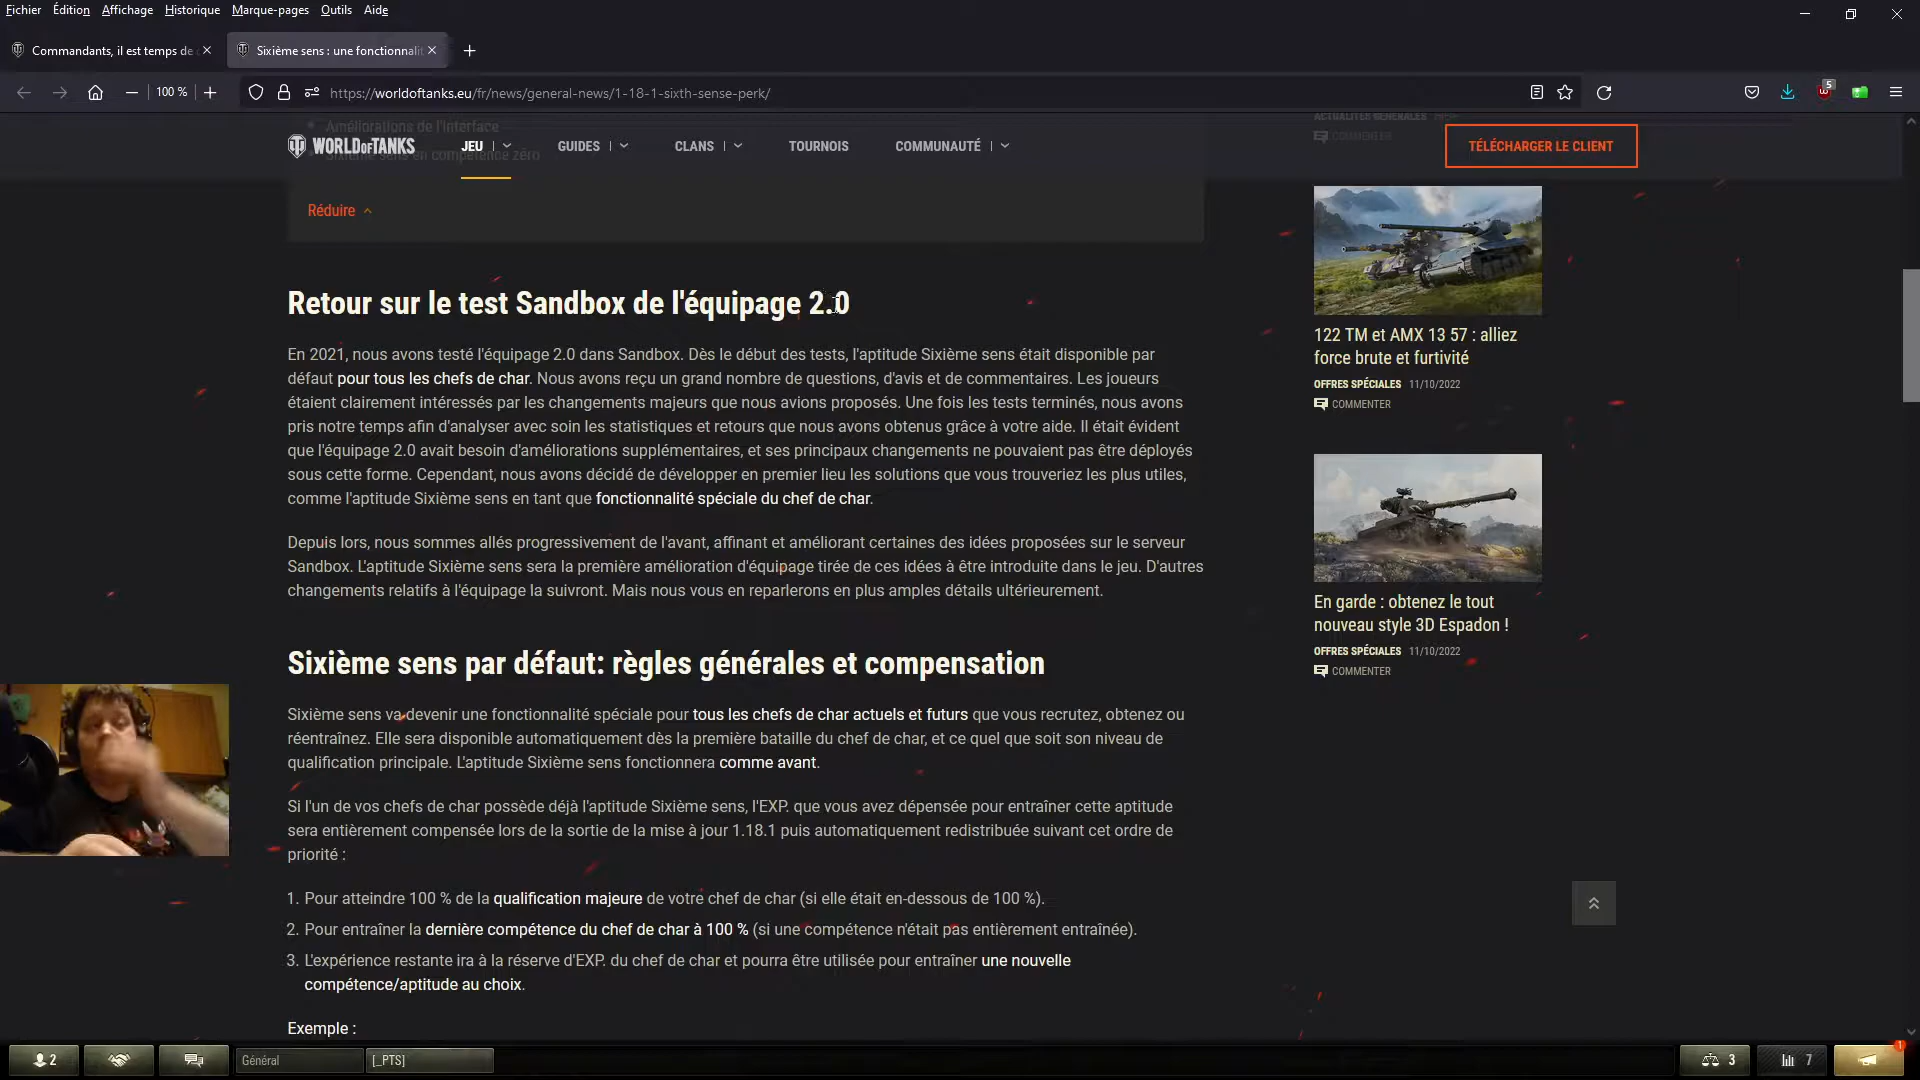 Fichier Édition Affichage Historique Marque-pages Outils Aide
Commandants, il est temps de
Sixième sens : une fonctionnalit
100 %
https://worldoftanks.eu/fr/news/general-news/1-18-1-sixth-sense-perk/
5
Améliorations de l'interface
Sixième sens en compétence zéro
WORLD OF TANKS
JEU GUIDES CLANS TOURNOIS COMMUNAUTÉ
ACTUALITÉS GÉNÉRALES
COMMENTER
TÉLÉCHARGER LE CLIENT
Réduire
Retour sur le test Sandbox de l'équipage 2.0
En 2021, nous avons testé l'équipage 2.0 dans Sandbox. Dès le début des tests, l'aptitude Sixième sens était disponible par
défaut pour tous les chefs de char. Nous avons reçu un grand nombre de questions, d'avis et de commentaires. Les joueurs
étaient clairement intéressés par les changements majeurs que nous avions proposés. Une fois les tests terminés, nous avons
pris notre temps afin d'analyser avec soin les statistiques et retours que nous avons obtenus grâce à votre aide. Il était évident
que l'équipage 2.0 avait besoin d'améliorations supplémentaires, et ses principaux changements ne pouvaient pas être déployés
sous cette forme. Cependant, nous avons décidé de développer en premier lieu les solutions que vous trouveriez les plus utiles,
comme l'aptitude Sixième sens en tant que fonctionnalité spéciale du chef de char.
Depuis lors, nous sommes allés progressivement de l'avant, affinant et améliorant certaines des idées proposées sur le serveur
Sandbox. L'aptitude Sixième sens sera la première amélioration d'équipage tirée de ces idées à être introduite dans le jeu. D'autres
changements relatifs à l'équipage la suivront. Mais nous vous en reparlerons en plus amples détails ultérieurement.
Sixième sens par défaut: règles générales et compensation
Sixième sens va devenir une fonctionnalité spéciale pour tous les chefs de char actuels et futurs que vous recrutez, obtenez ou
réentraînez. Elle sera disponible automatiquement dès la première bataille du chef de char, et ce quel que soit son niveau de
qualification principale. L'aptitude Sixième sens fonctionnera comme avant.
Si l'un de vos chefs de char possède déjà l'aptitude Sixième sens, l'EXP. que vous avez dépensée pour entraîner cette aptitude
sera entièrement compensée lors de la sortie de la mise à jour 1.18.1 puis automatiquement redistribuée suivant cet ordre de
priorité :
1. Pour atteindre 100 % de la qualification majeure de votre chef de char (si elle était en-dessous de 100 %).
2. Pour entraîner la dernière compétence du chef de char à 100 % (si une compétence n'était pas entièrement entraînée).
3. L'expérience restante ira à la réserve d'EXP. du chef de char et pourra être utilisée pour entraîner une nouvelle
compétence/aptitude au choix.
Exemple :
122 TM et AMX 13 57 : alliez
force brute et furtivité
OFFRES SPÉCIALES 11/10/2022
COMMENTER
En garde : obtenez le tout
nouveau style 3D Espadon !
OFFRES SPÉCIALES 11/10/2022
COMMENTER
2
Général
[_PTS]
3
7
1